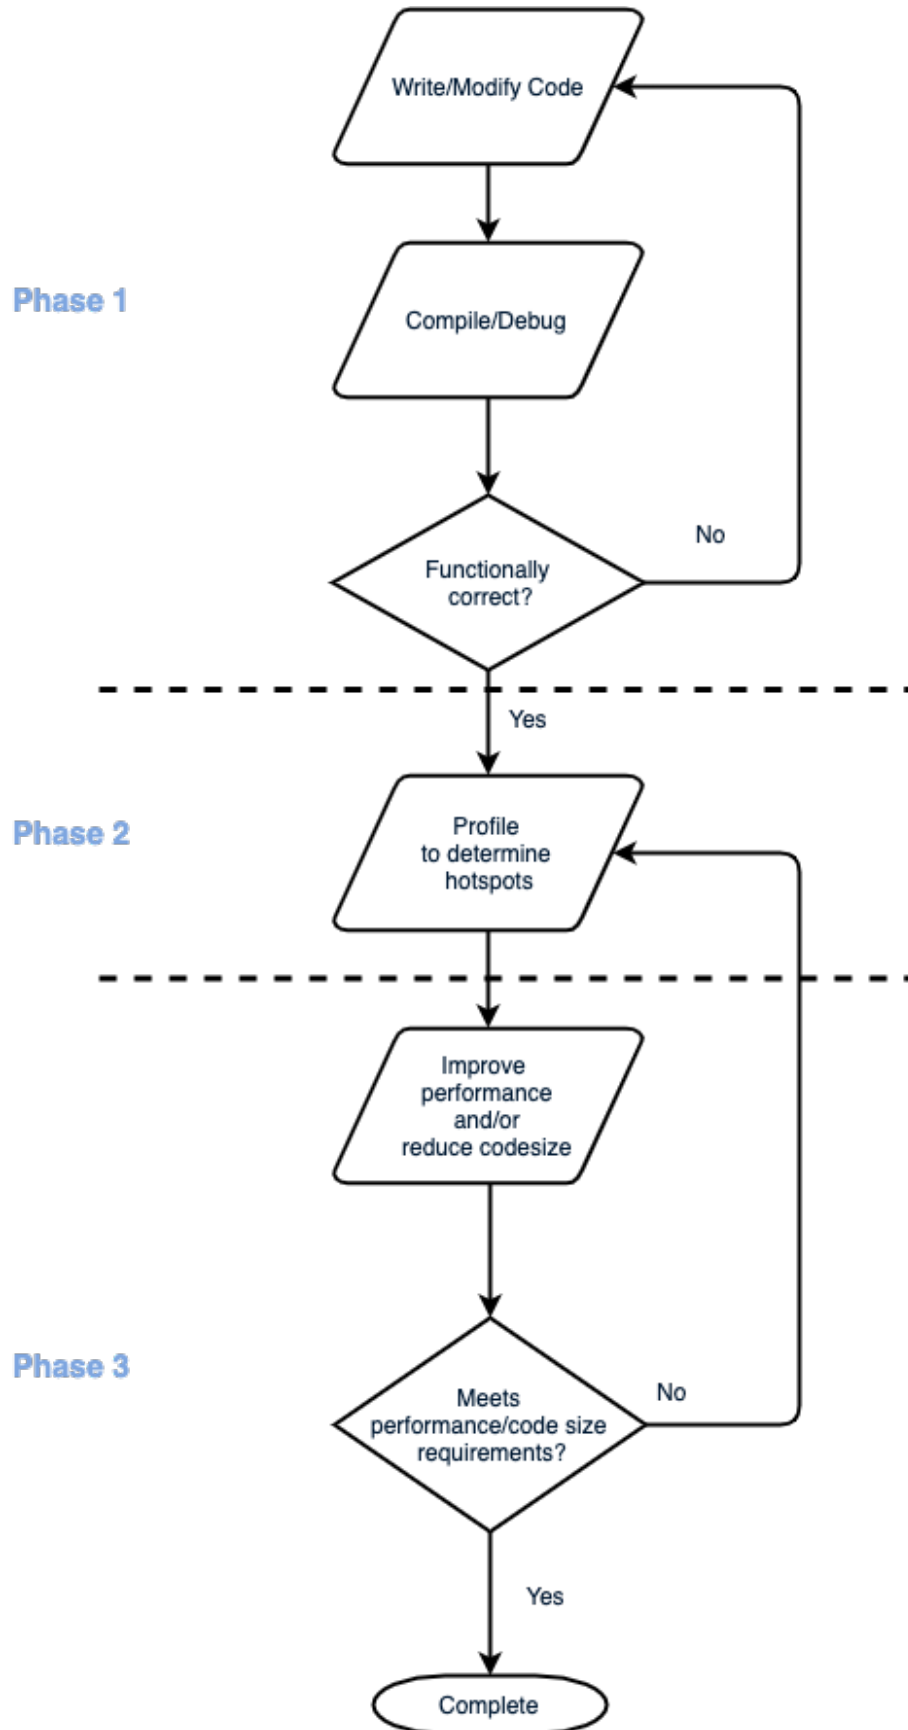 Write/Modify Code
Phase 1
Compile/Debug
Functionally
correct?
No
Yes
Phase 2
Profile
to determine
hotspots
Improve
performance
and/or
reduce codesize
Phase 3
Meets
performance/code size
requirements?
No
Yes
Complete